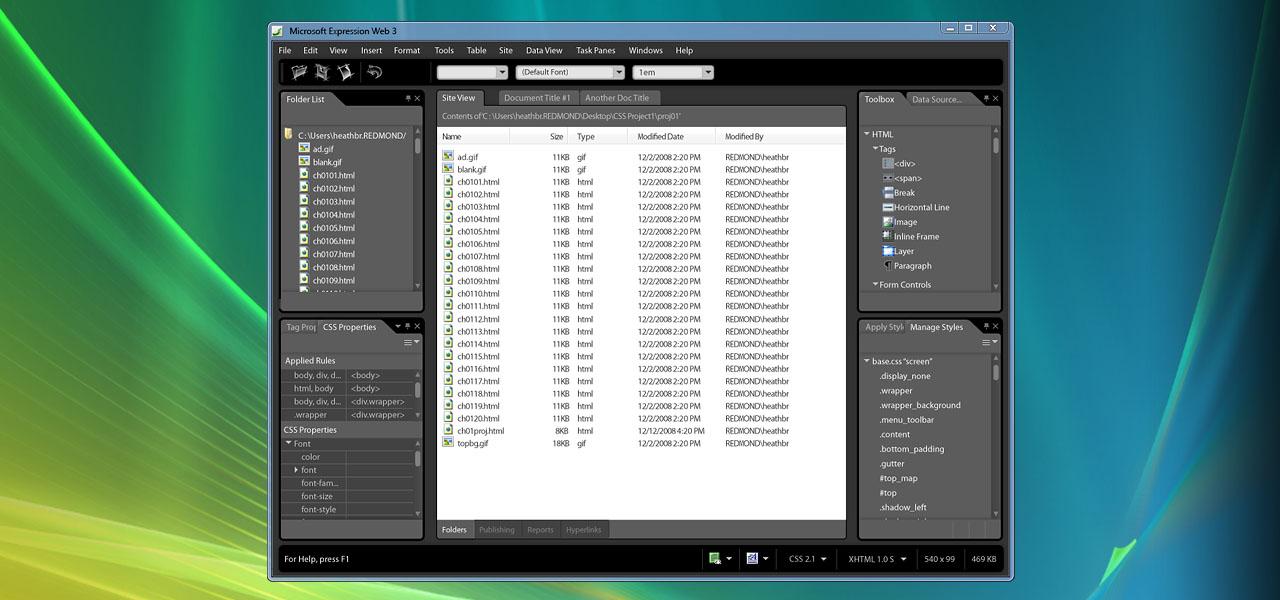 Microsoft Expression Web 3
File Edit View Insert Format Tools Table Site Data View Task Panes Windows Help
(Default Font) 1em
Folder List
C:\Users\heathbr.REDMOND/
ad.gif
blank.gif
ch0101.html
ch0102.html
ch0103.html
ch0104.html
ch0105.html
ch0106.html
ch0107.html
ch0108.html
ch0109.html
Tag Proj CSS Properties
Applied Rules
body, div, d... <body>
html, body <body>
body, div, d... <div.wrapper>
.wrapper <div.wrapper>
CSS Properties
Font
color
font
font-fam...
font-size
font-style
Site View Document Title #1 Another Doc Title
Contents of 'C :\Users\heathbr.REDMOND\Desktop\CSS Project1\proj01'
Name Size Type Modified Date Modified By
ad.gif 11KB gif 12/2/2008 2:20 PM REDMOND\heathbr
blank.gif 11KB gif 12/2/2008 2:20 PM REDMOND\heathbr
ch0101.html 11KB html 12/2/2008 2:20 PM REDMOND\heathbr
ch0102.html 11KB html 12/2/2008 2:20 PM REDMOND\heathbr
ch0103.html 11KB html 12/2/2008 2:20 PM REDMOND\heathbr
ch0104.html 11KB html 12/2/2008 2:20 PM REDMOND\heathbr
ch0105.html 11KB html 12/2/2008 2:20 PM REDMOND\heathbr
ch0106.html 11KB html 12/2/2008 2:20 PM REDMOND\heathbr
ch0107.html 11KB html 12/2/2008 2:20 PM REDMOND\heathbr
ch0108.html 11KB html 12/2/2008 2:20 PM REDMOND\heathbr
ch0109.html 11KB html 12/2/2008 2:20 PM REDMOND\heathbr
ch0110.html 11KB html 12/2/2008 2:20 PM REDMOND\heathbr
ch0111.html 11KB html 12/2/2008 2:20 PM REDMOND\heathbr
ch0112.html 11KB html 12/2/2008 2:20 PM REDMOND\heathbr
ch0113.html 11KB html 12/2/2008 2:20 PM REDMOND\heathbr
ch0114.html 11KB html 12/2/2008 2:20 PM REDMOND\heathbr
ch0115.html 11KB html 12/2/2008 2:20 PM REDMOND\heathbr
ch0116.html 11KB html 12/2/2008 2:20 PM REDMOND\heathbr
ch0117.html 11KB html 12/2/2008 2:20 PM REDMOND\heathbr
ch0118.html 11KB html 12/2/2008 2:20 PM REDMOND\heathbr
ch0119.html 11KB html 12/2/2008 2:20 PM REDMOND\heathbr
ch0120.html 11KB html 12/2/2008 2:20 PM REDMOND\heathbr
ch01proj.html 8KB html 12/12/2008 4:20 PM REDMOND\heathbr
topbg.gif 18KB gif 12/2/2008 2:20 PM REDMOND\heathbr
Folders Publishing Reports Hyperlinks
Toolbox Data Source...
HTML
Tags
<div>
<span>
Break
Horizontal Line
Image
Inline Frame
Layer
Paragraph
Form Controls
Apply Styl Manage Styles
base.css "screen"
.display_none
.wrapper
.wrapper_background
.menu_toolbar
.content
.bottom_padding
.gutter
#top_map
#top
.shadow_left
For Help, press F1 CSS 2.1 XHTML 1.0 S 540 x 99 469 KB